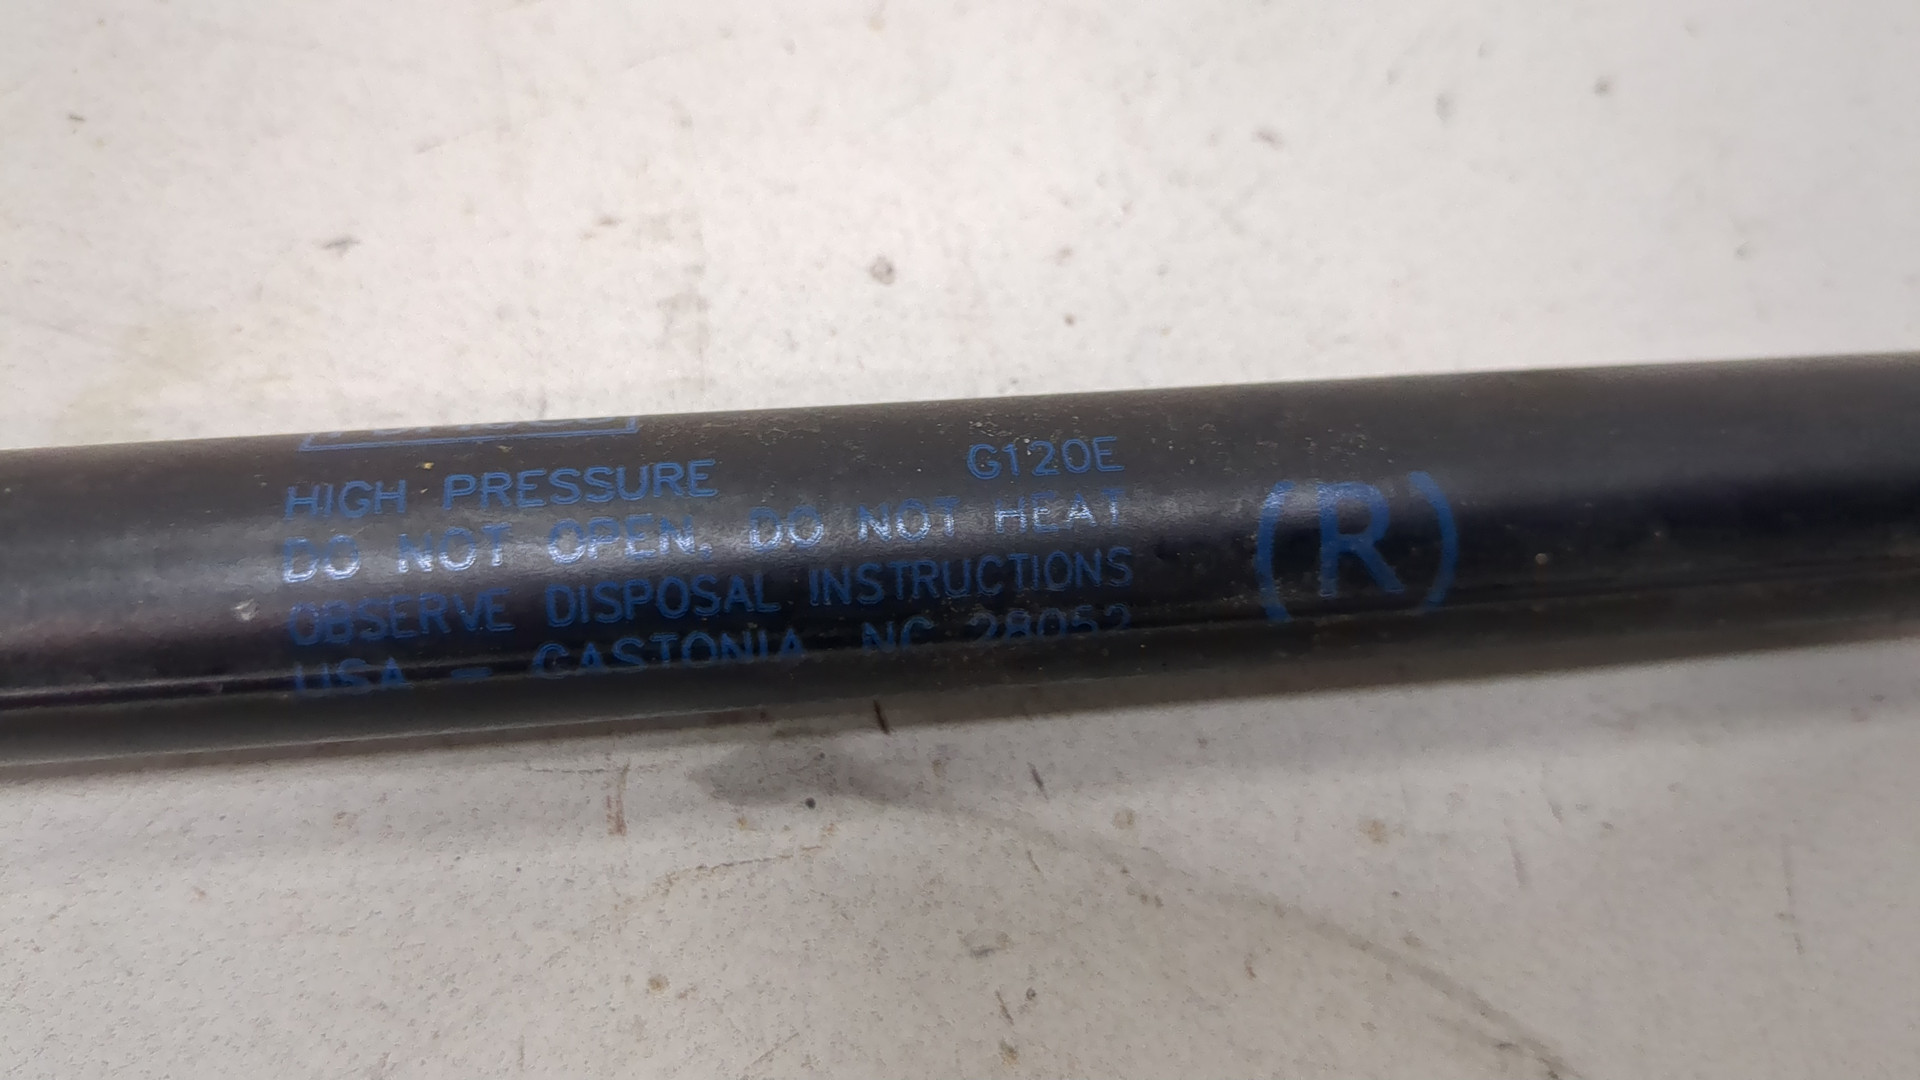 HIGH PRESSURE G120E
DO NOT OPEN. DO NOT HEAT
OBSERVE DISPOSAL INSTRUCTIONS (R)
USA - GASTONIA, NC 28052